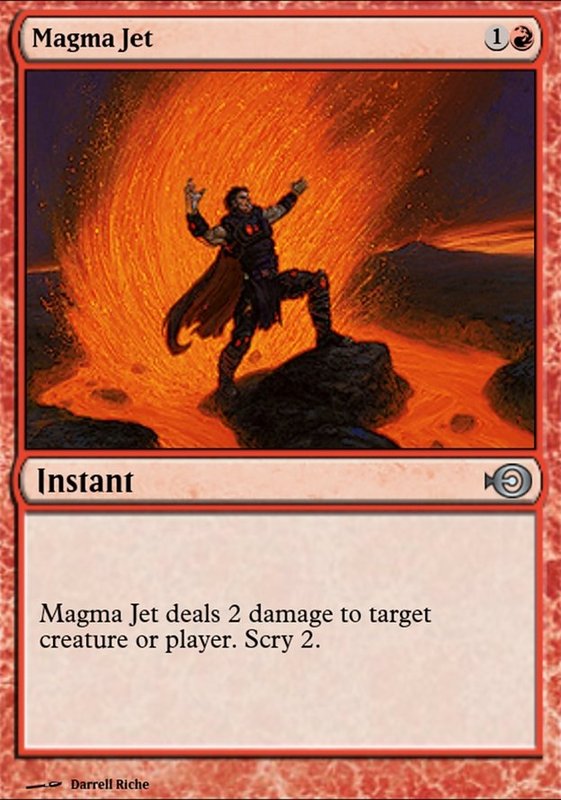 Magma Jet 1
Instant
Magma Jet deals 2 damage to target
creature or player. Scry 2.
Darrell Riche